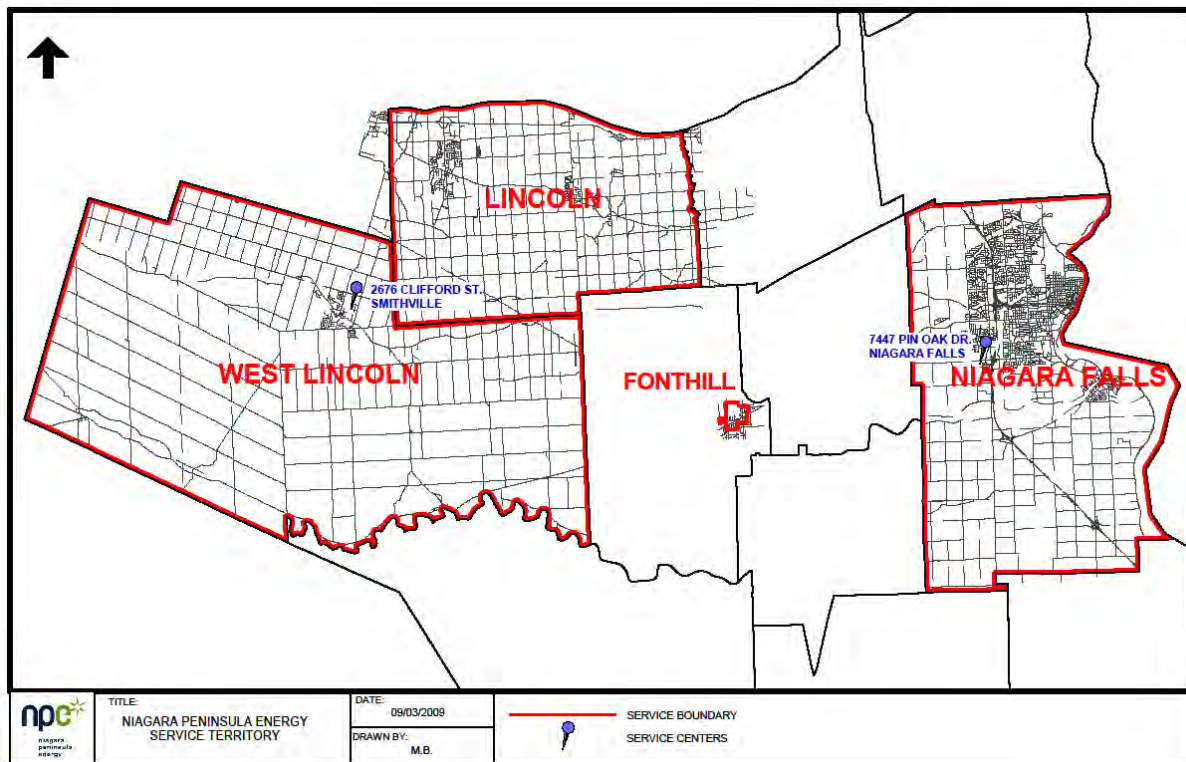 LINCOLN
2676 CLIFFORD ST.
SMITHVILLE
WEST LINCOLN
FONTHILL
7447 PIN OAK DR.
NIAGARA FALLS
NIAGARA FALLS
npe
niagara
peninsula
energy
TITLE:
NIAGARA PENINSULA ENERGY
SERVICE TERRITORY
DATE:
09/03/2009
DRAWN BY:
M.B.
SERVICE BOUNDARY
SERVICE CENTERS